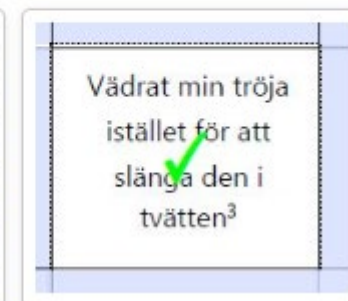 Vädrat min tröja
istället för att
slänga den i
tvätten³